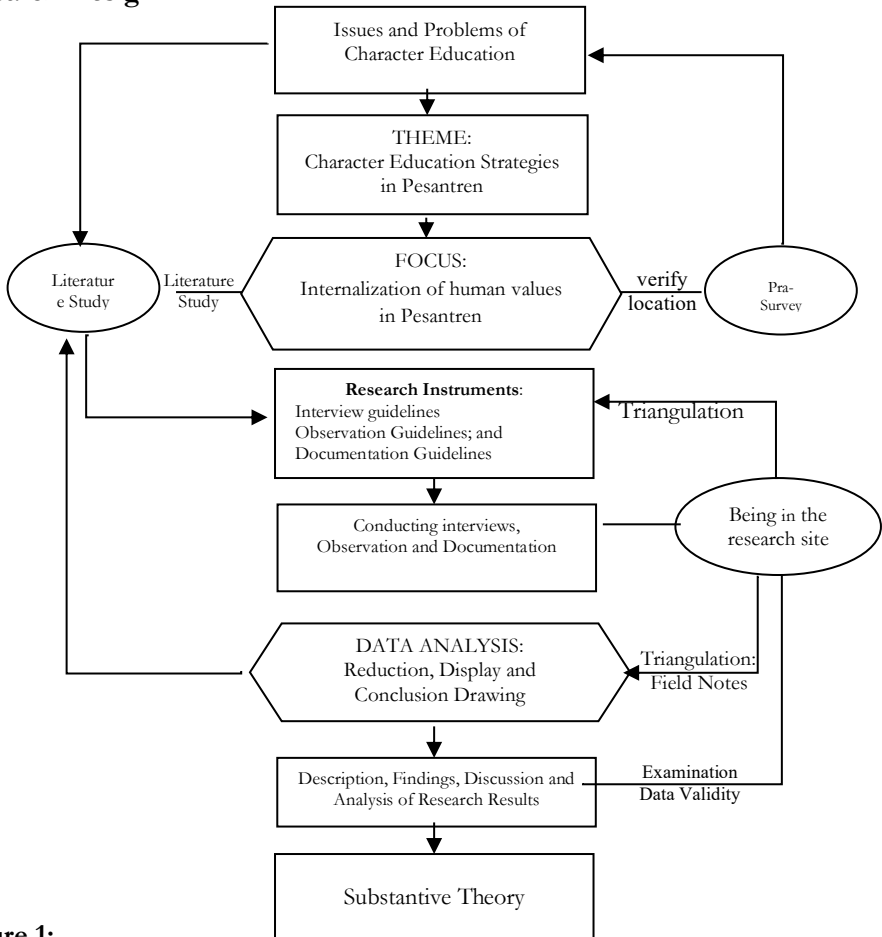 Issues and Problems of
Character Education
THEME:
Character Education Strategies
in Pesantren
Literatur
e Study
Literature
Study
FOCUS:
Internalization of human values
in Pesantren
verify
location
Pra-
Survey
Research Instruments:
Interview guidelines
Observation Guidelines; and
Documentation Guidelines
Triangulation
Conducting interviews,
Observation and Documentation
Being in the
research site
DATA ANALYSIS:
Reduction, Display and
Conclusion Drawing
Triangulation:
Field Notes
Description, Findings, Discussion and
Analysis of Research Results
Examination
Data Validity
Substantive Theory